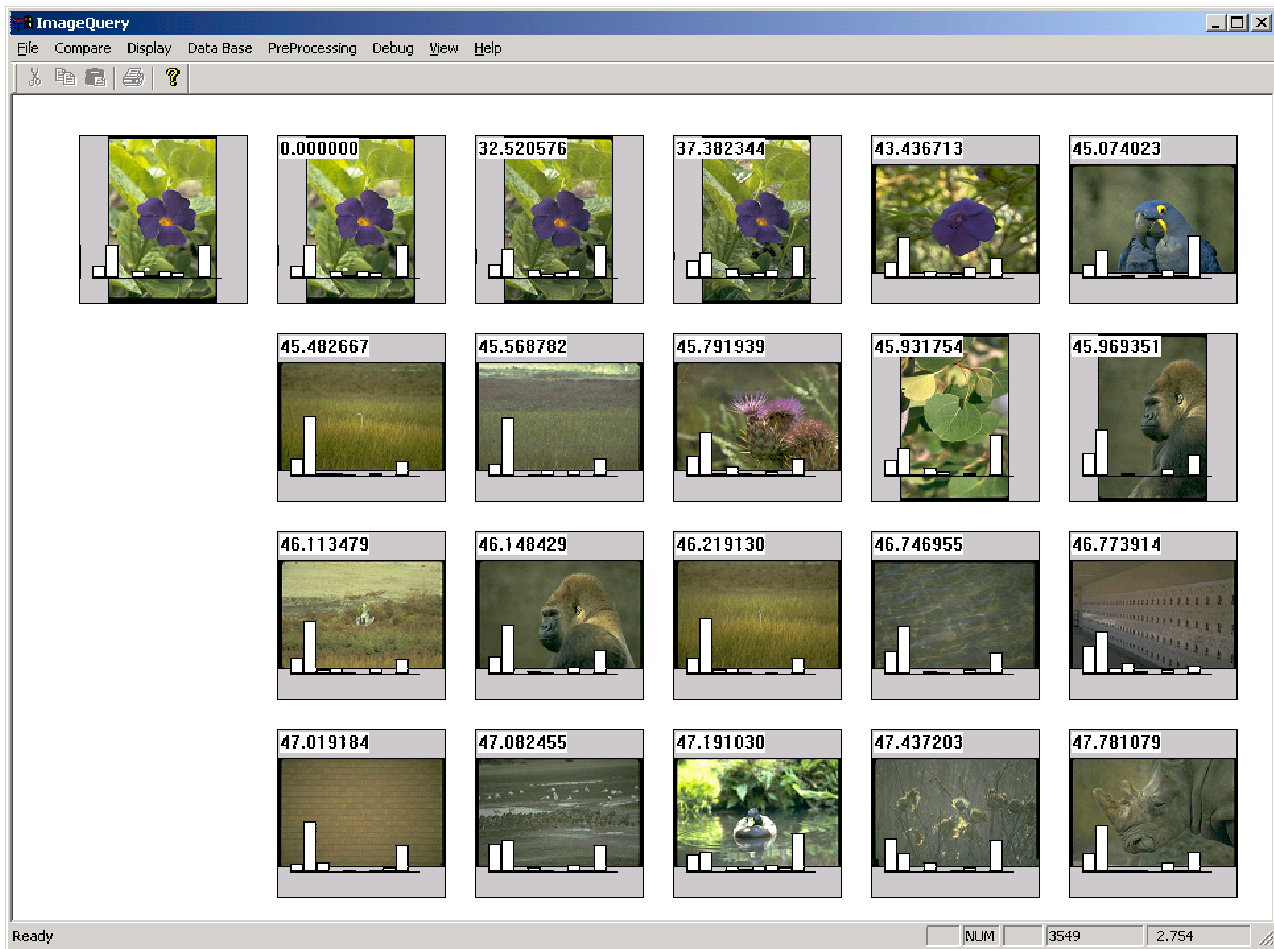 ImageQuery
File Compare Display Data Base PreProcessing Debug View Help
0.000000 32.520576 37.382344 43.436713 45.074023
45.482667 45.568782 45.791939 45.931754 45.969351
46.113479 46.148429 46.219130 46.746955 46.773914
47.019184 47.082455 47.191030 47.437203 47.781079
Ready NUM 3549 2.754